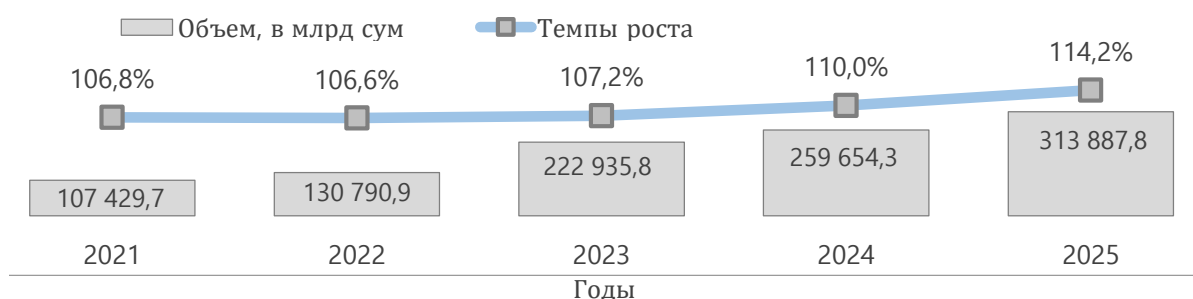 Объем, в млрд сум Темпы роста
106,8% 106,6% 107,2% 110,0% 114,2%
107 429,7 130 790,9 222 935,8 259 654,3 313 887,8
2021 2022 2023 2024 2025
Годы